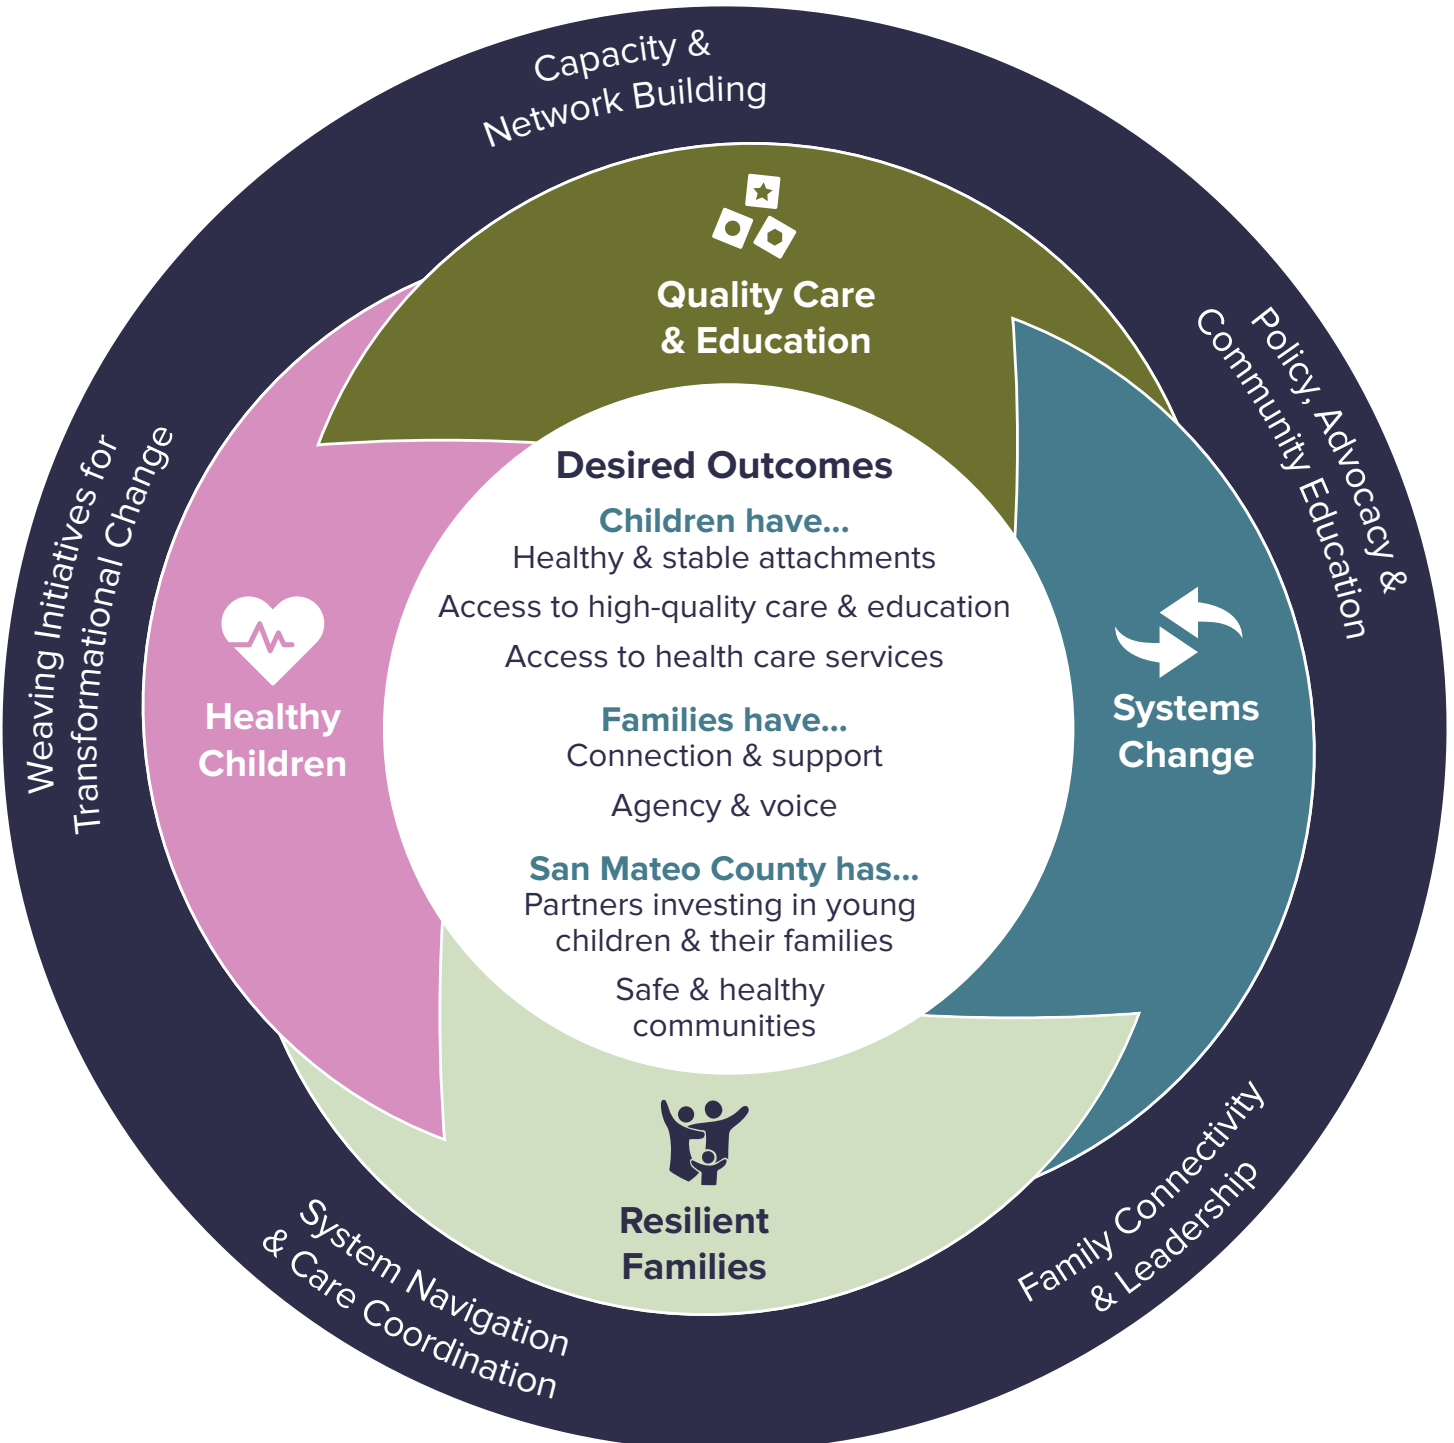 Capacity &
Network Building
Policy, Advocacy &
Community Education
Family Connectivity
& Leadership
System Navigation
& Care Coordination
Weaving Initiatives for
Transformational Change
Quality Care
& Education
Systems
Change
Resilient
Families
Healthy
Children
Desired Outcomes
Children have...
Healthy & stable attachments
Access to high-quality care & education
Access to health care services
Families have...
Connection & support
Agency & voice
San Mateo County has...
Partners investing in young
children & their families
Safe & healthy
communities